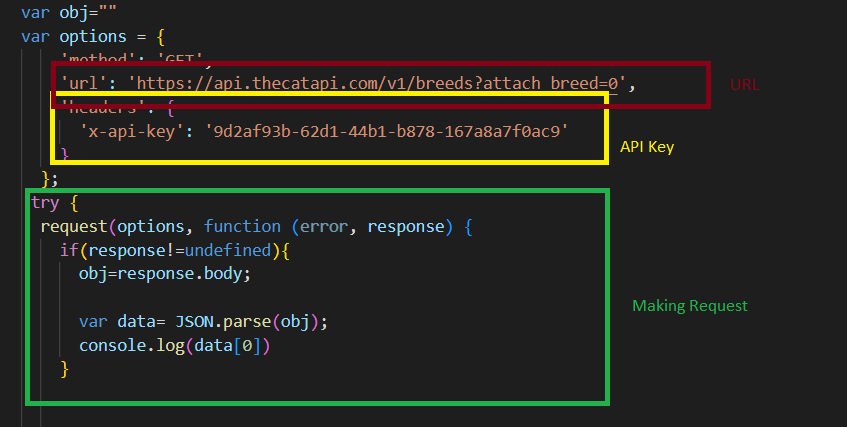 var obj=""
var options = {
'method': 'GET',
'url': 'https://api.thecatapi.com/v1/breeds?attach_breed=0',
URL
'headers': {
'x-api-key': '9d2af93b-62d1-44b1-b878-167a8a7f0ac9'
API Key
}
};
try {
request(options, function (error, response) {
if(response!=undefined){
obj=response.body;
Making Request
var data= JSON.parse(obj);
console.log(data[0])
}